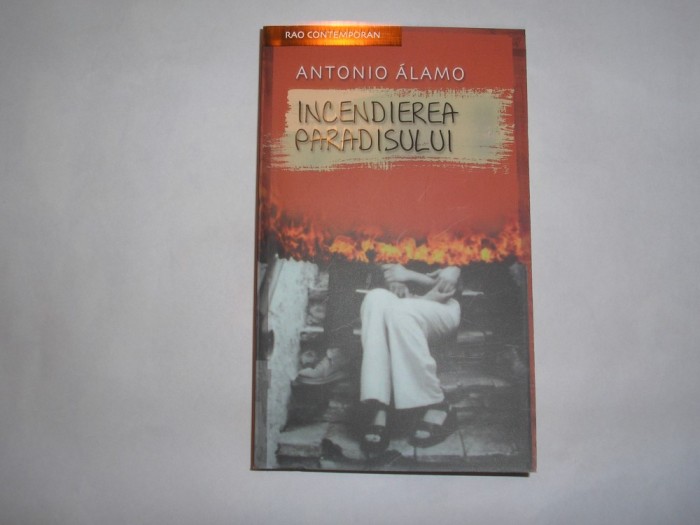 RAO CONTEMPORAN
ANTONIO ÁLAMO
INCENDIEREA
PARADISULUI